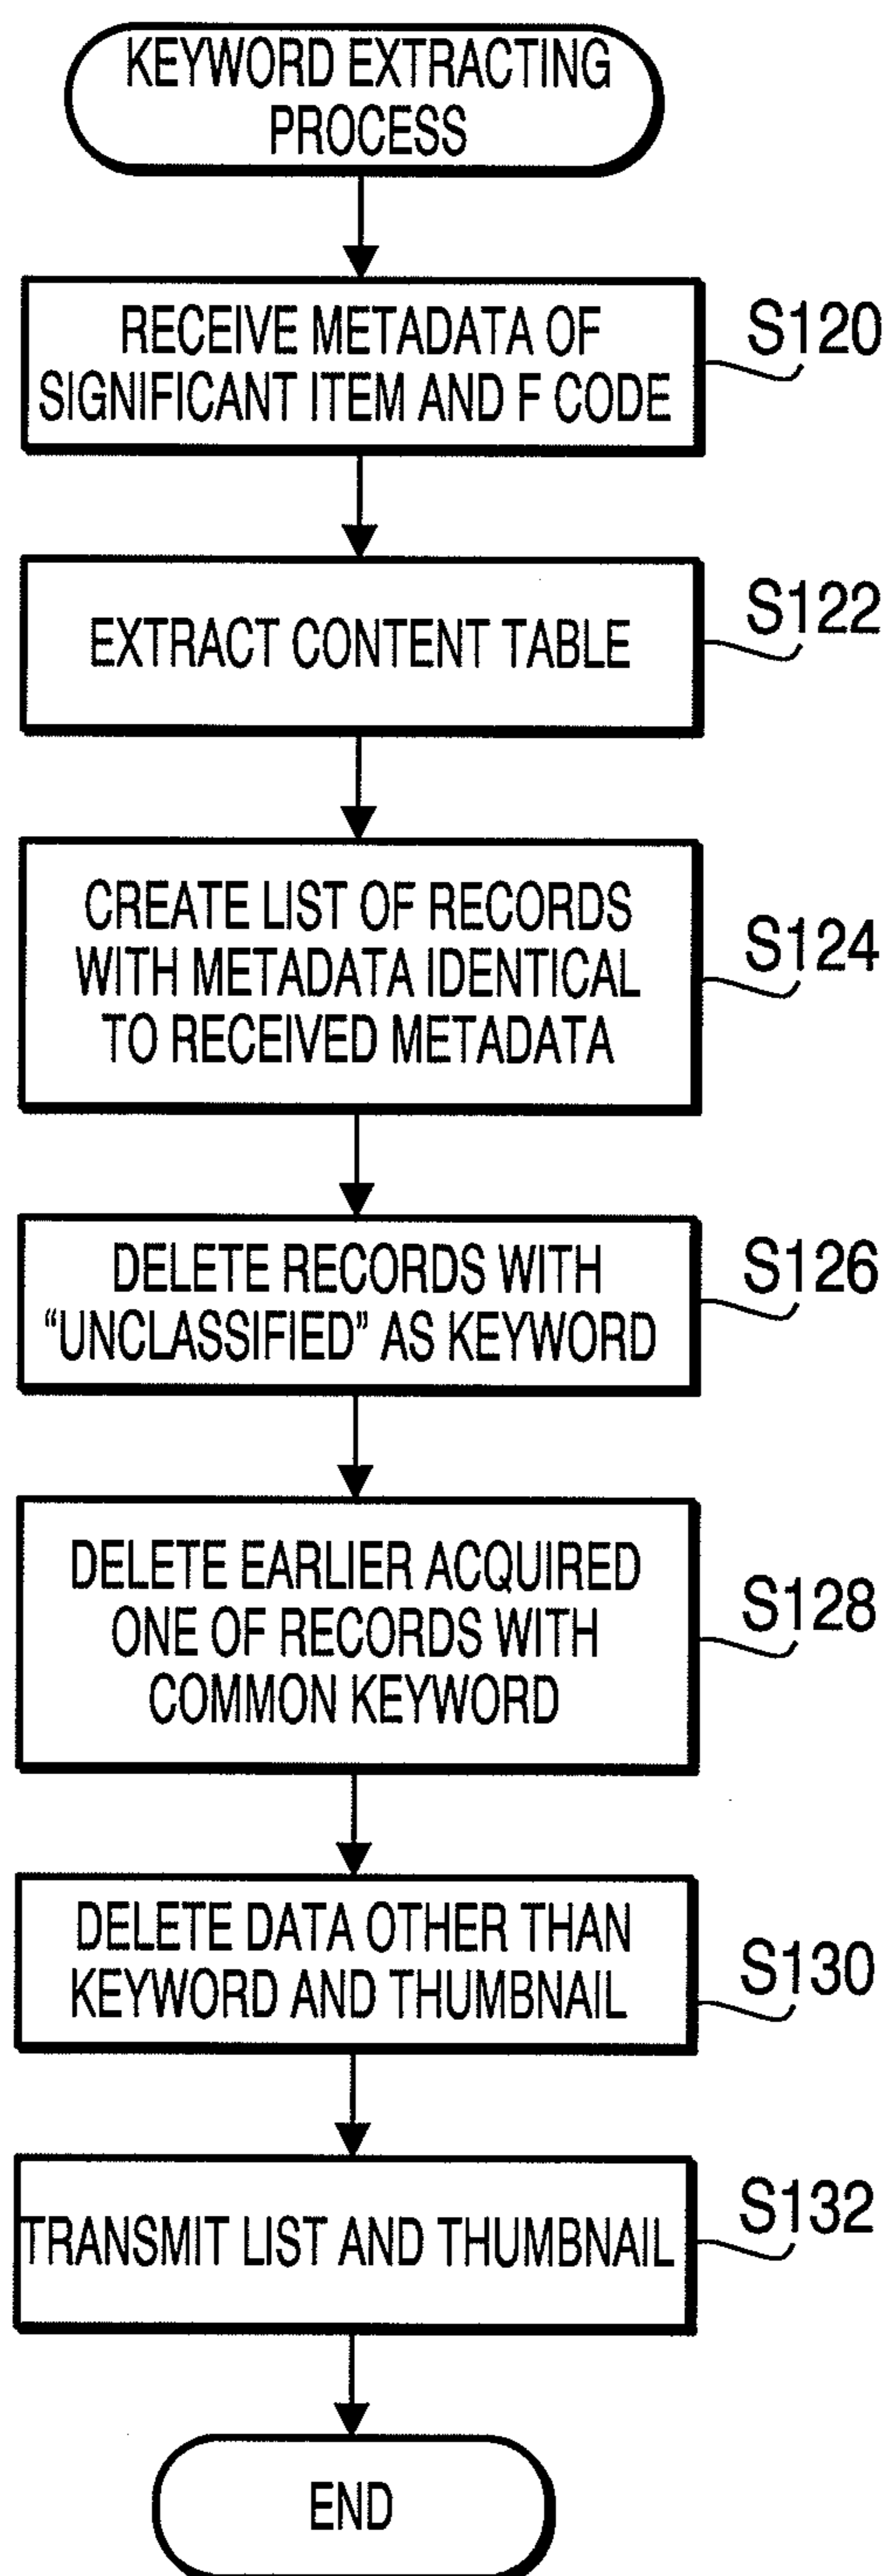 KEYWORD EXTRACTING
PROCESS
RECEIVE METADATA OF
SIGNIFICANT ITEM AND F CODE
S120
EXTRACT CONTENT TABLE
S122
CREATE LIST OF RECORDS
WITH METADATA IDENTICAL
TO RECEIVED METADATA
S124
DELETE RECORDS WITH
“UNCLASSIFIED” AS KEYWORD
S126
DELETE EARLIER ACQUIRED
ONE OF RECORDS WITH
COMMON KEYWORD
S128
DELETE DATA OTHER THAN
KEYWORD AND THUMBNAIL
S130
TRANSMIT LIST AND THUMBNAIL
S132
END